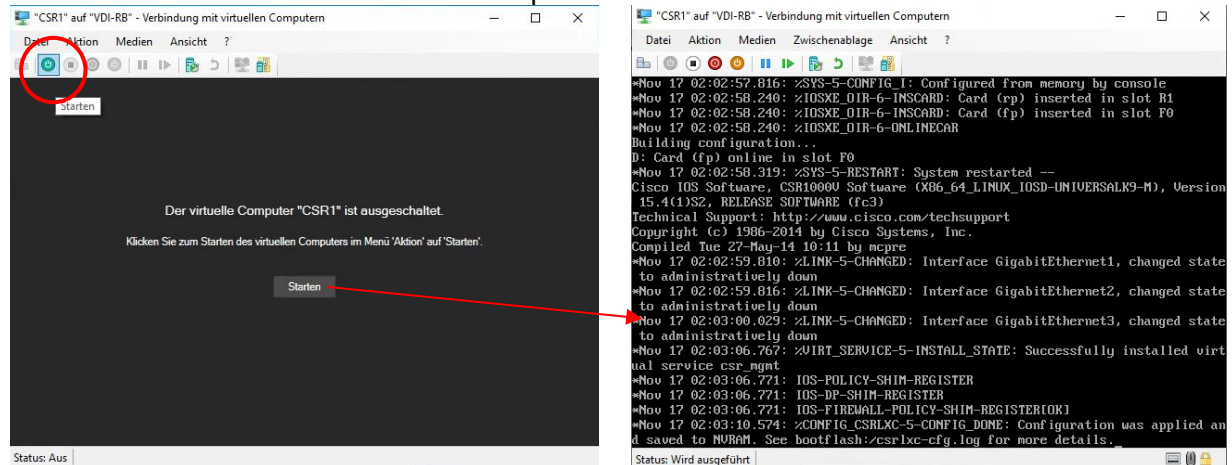 "CSR1" auf "VDI-RB" - Verbindung mit virtuellen Computern
Datei Aktion Medien Ansicht ?
Starten
Der virtuelle Computer "CSR1" ist ausgeschaltet.
Klicken Sie zum Starten des virtuellen Computers im Menü 'Aktion' auf 'Starten'.
Starten
Status: Aus
"CSR1" auf "VDI-RB" - Verbindung mit virtuellen Computern
Datei Aktion Medien Zwischenablage Ansicht ?
*Nov 17 02:02:57.816: %SYS-5-CONFIG_I: Configured from memory by console
*Nov 17 02:02:58.240: %IOSXE_OIR-6-INSCARD: Card (rp) inserted in slot R1
*Nov 17 02:02:58.240: %IOSXE_OIR-6-INSCARD: Card (fp) inserted in slot F0
*Nov 17 02:02:58.240: %IOSXE_OIR-6-ONLINECAR
Building configuration...
D: Card (fp) online in slot F0
*Nov 17 02:02:58.319: %SYS-5-RESTART: System restarted --
Cisco IOS Software, CSR1000V Software (X86_64_LINUX_IOSD-UNIVERSALK9-M), Version
15.4(1)S2, RELEASE SOFTWARE (fc3)
Technical Support: http://www.cisco.com/techsupport
Copyright (c) 1986-2014 by Cisco Systems, Inc.
Compiled Tue 27-May-14 10:11 by mcpre
*Nov 17 02:02:59.810: %LINK-5-CHANGED: Interface GigabitEthernet1, changed state
to administratively down
*Nov 17 02:02:59.816: %LINK-5-CHANGED: Interface GigabitEthernet2, changed state
to administratively down
*Nov 17 02:03:00.029: %LINK-5-CHANGED: Interface GigabitEthernet3, changed state
to administratively down
*Nov 17 02:03:06.767: %VIRT_SERVICE-5-INSTALL_STATE: Successfully installed virt
ual service csr_mgmt
*Nov 17 02:03:06.771: IOS-POLICY-SHIM-REGISTER
*Nov 17 02:03:06.771: IOS-DP-SHIM-REGISTER
*Nov 17 02:03:06.771: IOS-FIREWALL-POLICY-SHIM-REGISTER[OK]
*Nov 17 02:03:10.574: %CONFIG_CSRLXC-5-CONFIG_DONE: Configuration was applied an
d saved to NVRAM. See bootflash:/csrlxc-cfg.log for more details._
Status: Wird ausgeführt